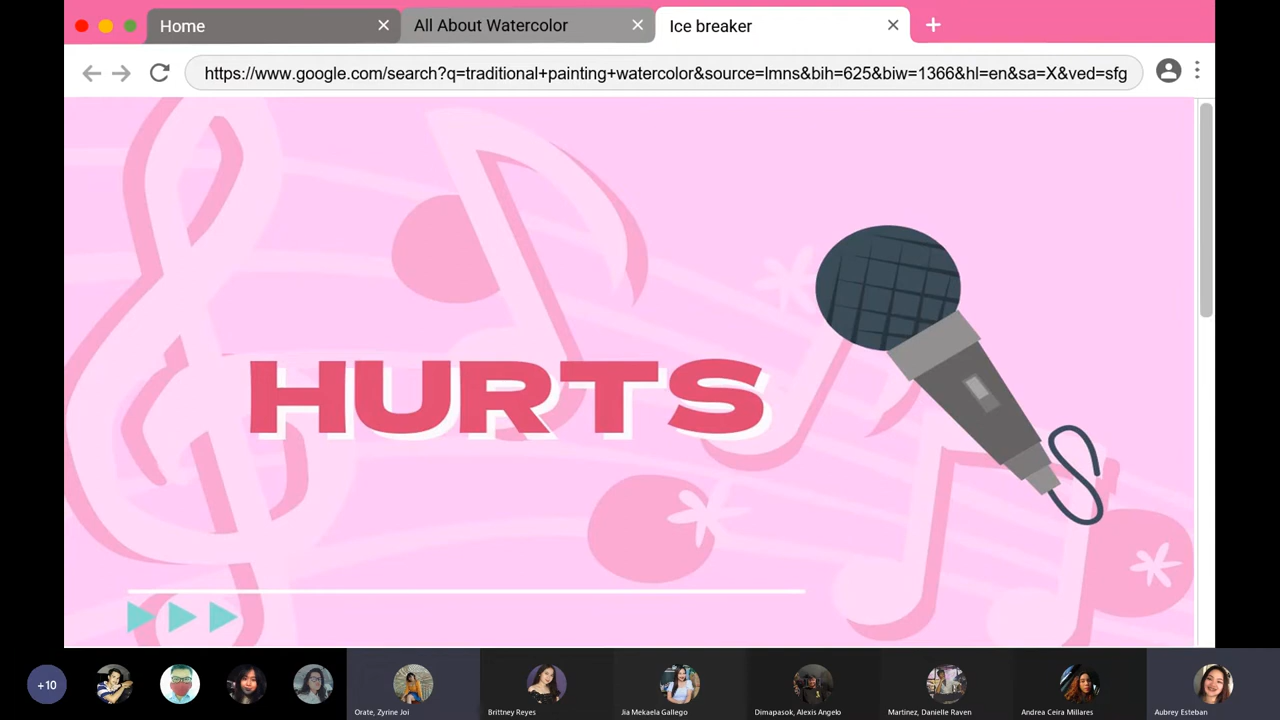 Home
All About Watercolor
Ice breaker
https://www.google.com/search?q=traditional+painting+watercolor&source=lmns&bih=625&biw=1366&hl=en&sa=X&ved=sfg
HURTS
+10
Orate, Zyrine Joi
Brittney Reyes
Jia Mekaela Gallego
Dimapasok, Alexis Angelo
Martinez, Danielle Raven
Andrea Ceira Millares
Aubrey Esteban